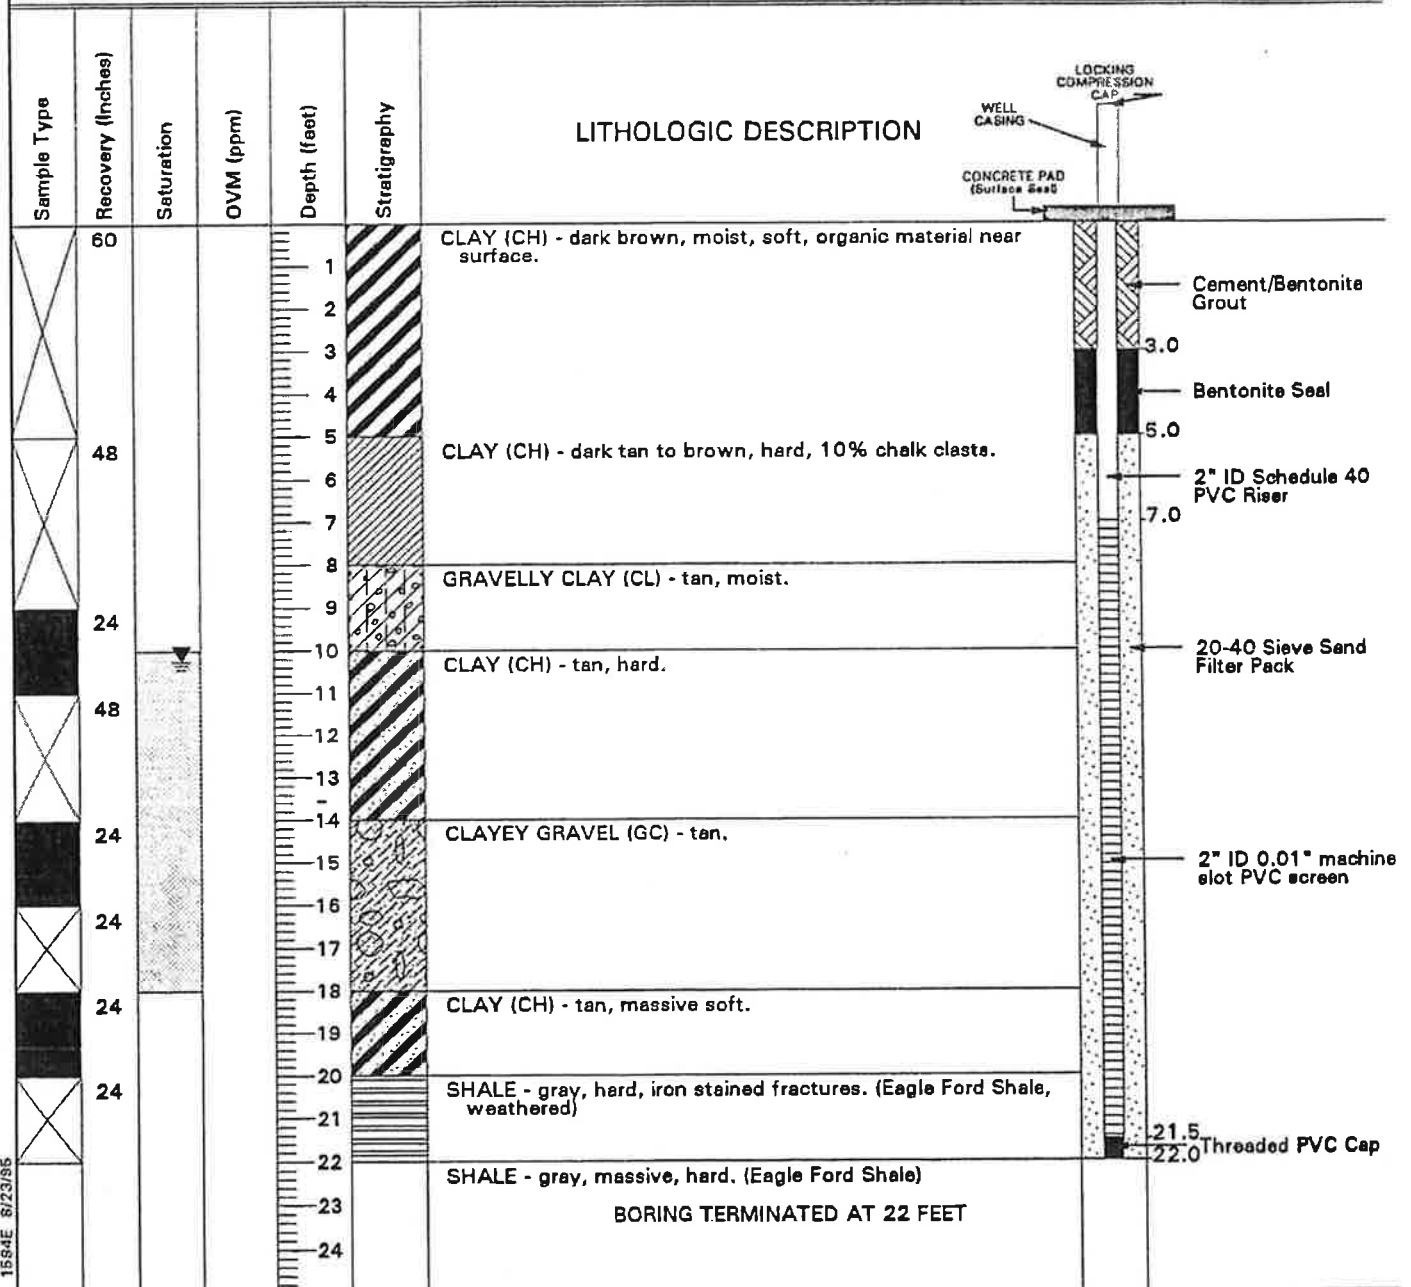 Sample Type
Recovery (Inches)
Saturation
OVM (ppm)
Depth (feet)
Stratigraphy
LITHOLOGIC DESCRIPTION
LOCKING
COMPRESSION
CAP
WELL
CASING
CONCRETE PAD
(Surface Seal)
60
CLAY (CH) - dark brown, moist, soft, organic material near
surface.
1
Cement/Bentonite
Grout
2
3
3.0
4
Bentonite Seal
5
5.0
48
CLAY (CH) - dark tan to brown, hard, 10% chalk clasts.
6
2" ID Schedule 40
PVC Riser
7
7.0
8
GRAVELLY CLAY (CL) - tan, moist.
9
24
10
20-40 Sieve Sand
Filter Pack
CLAY (CH) - tan, hard.
11
48
12
13
14
24
CLAYEY GRAVEL (GC) - tan.
15
2" ID 0.01" machine
slot PVC screen
16
24
17
18
24
CLAY (CH) - tan, massive soft.
19
20
24
SHALE - gray, hard, iron stained fractures. (Eagle Ford Shale,
weathered)
21
21.5
Threaded PVC Cap
22.0
22
SHALE - gray, massive, hard. (Eagle Ford Shale)
23
BORING TERMINATED AT 22 FEET
24
1594E 8/23/95